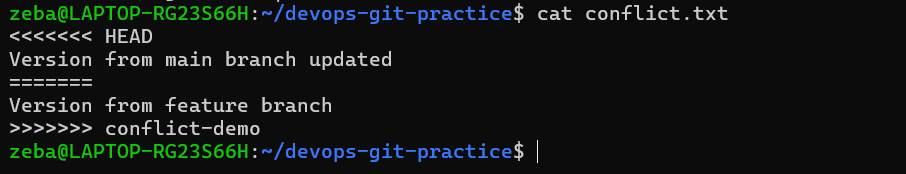 zeba@LAPTOP-RG23S66H:~/devops-git-practice$ cat conflict.txt
<<<<<<< HEAD
Version from main branch updated
=======
Version from feature branch
>>>>>>> conflict-demo
zeba@LAPTOP-RG23S66H:~/devops-git-practice$